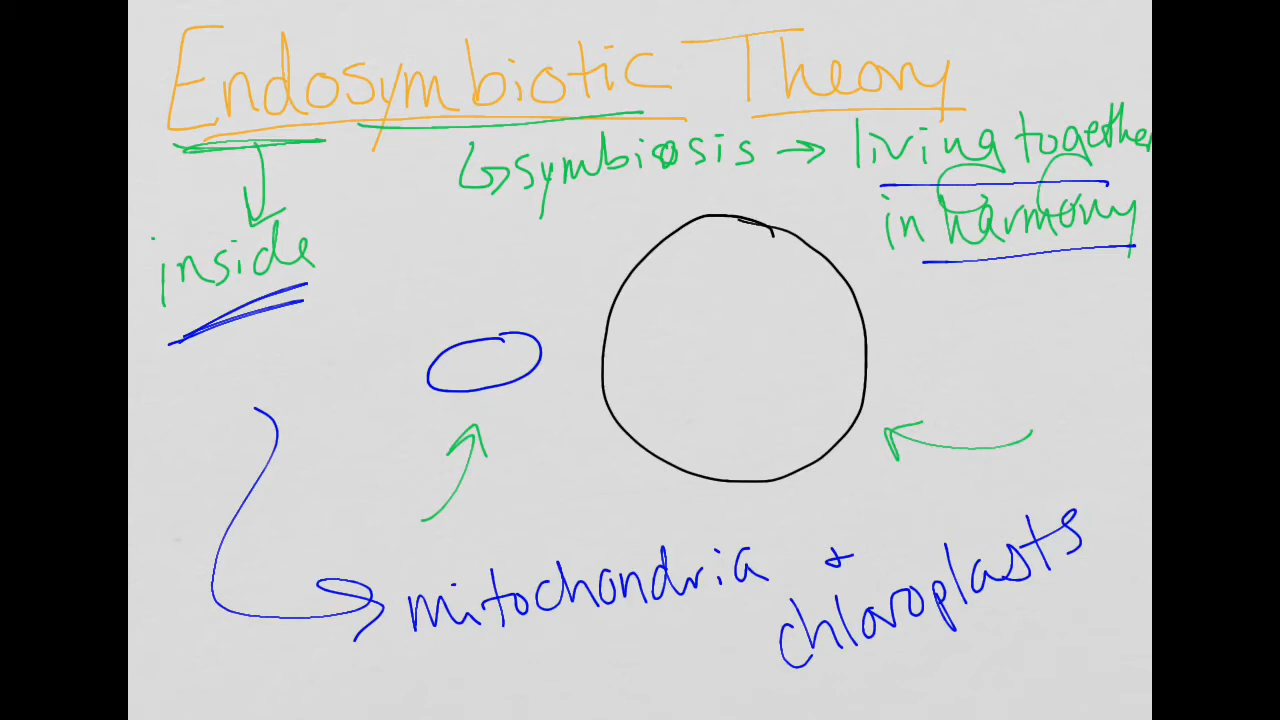 Endosymbiotic Theory
↳ symbiosis → living together
in harmony
inside
mitochondria +
chloroplasts